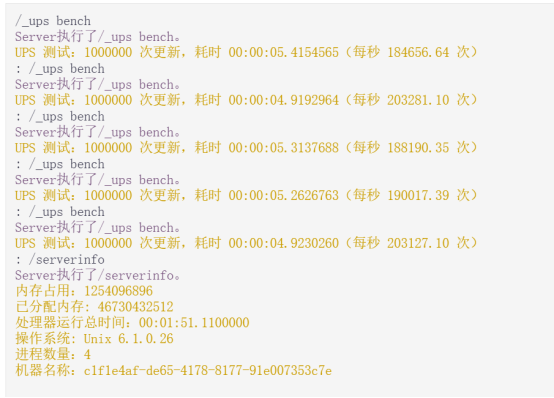 /_ups bench
Server执行了/_ups bench。
UPS 测试：1000000 次更新，耗时 00:00:05.4154565（每秒 184656.64 次）
: /_ups bench
Server执行了/_ups bench。
UPS 测试：1000000 次更新，耗时 00:00:04.9192964（每秒 203281.10 次）
: /_ups bench
Server执行了/_ups bench。
UPS 测试：1000000 次更新，耗时 00:00:05.3137688（每秒 188190.35 次）
: /_ups bench
Server执行了/_ups bench。
UPS 测试：1000000 次更新，耗时 00:00:05.2626763（每秒 190017.39 次）
: /_ups bench
Server执行了/_ups bench。
UPS 测试：1000000 次更新，耗时 00:00:04.9230260（每秒 203127.10 次）
: /serverinfo
Server执行了/serverinfo。
内存占用：1254096896
已分配内存: 46730432512
处理器运行总时间：00:01:51.1100000
操作系统: Unix 6.1.0.26
进程数量：4
机器名称：c1f1e4af-de65-4178-8177-91e007353c7e